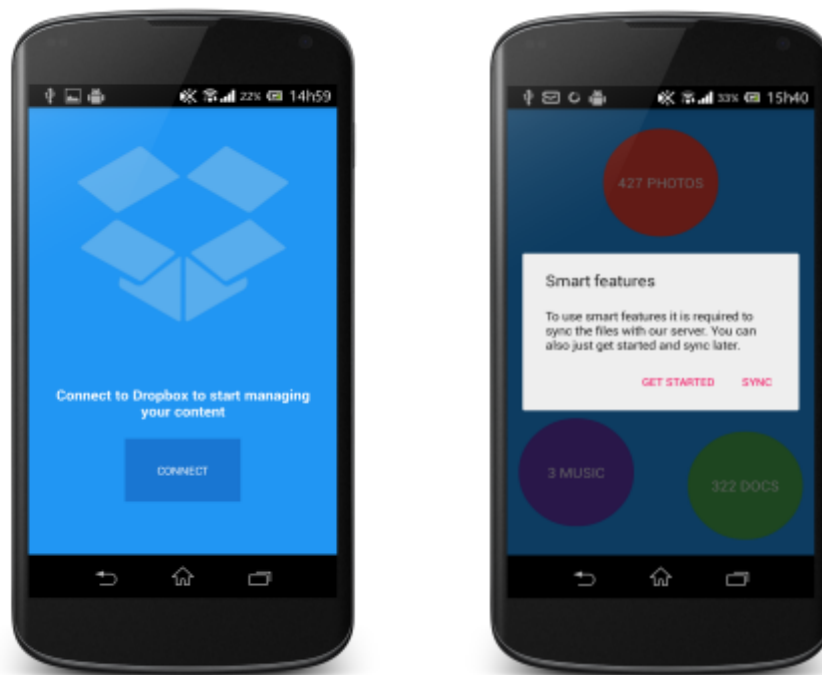 22% 14h59
Connect to Dropbox to start managing
your content
CONNECT
33% 15h40
427 PHOTOS
Smart features
To use smart features it is required to
sync the files with our server. You can
also just get started and sync later.
GET STARTED SYNC
3 MUSIC
322 DOCS